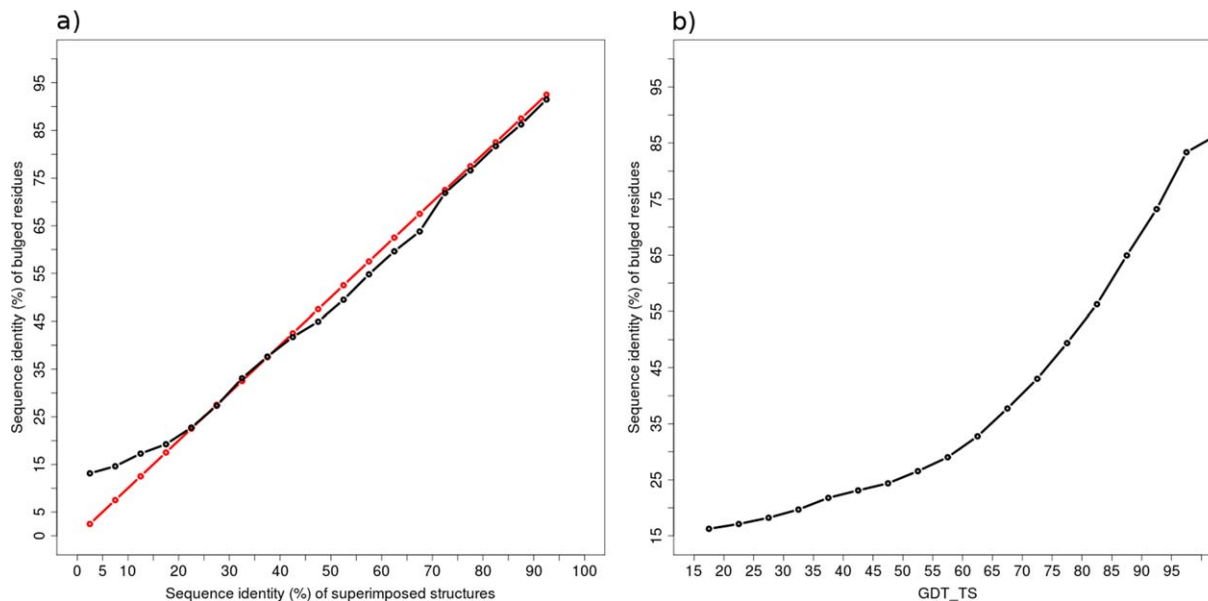 a)
Sequence identity (%) of bulged residues
0 5 15 25 35 45 55 65 75 85 95
0 5 10 20 30 40 50 60 70 80 90 100
Sequence identity (%) of superimposed structures
b)
Sequence identity (%) of bulged residues
15 25 35 45 55 65 75 85 95
15 20 25 30 35 40 45 50 55 60 65 70 75 80 85 90 95
GDT_TS